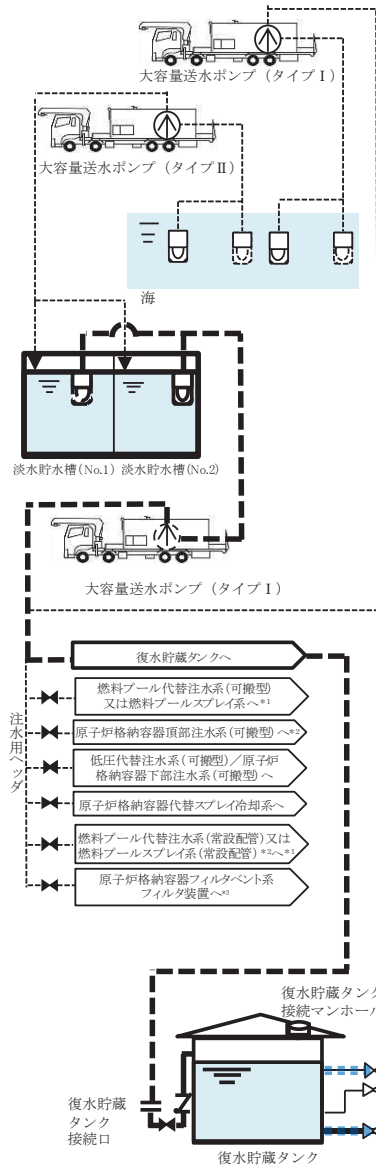 大容量送水ポンプ (タイプⅠ)
大容量送水ポンプ (タイプⅡ)
海
淡水貯水槽(No.1) 淡水貯水槽(No.2)
大容量送水ポンプ (タイプⅠ)
注水用ヘッダ
復水貯蔵タンクへ
燃料プール代替注水系(可搬型)
又は燃料プールスプレイ系へ*1
原子炉格納容器頂部注水系(可搬型)へ*2
低圧代替注水系(可搬型)/原子炉
格納容器下部注水系(可搬型)へ
原子炉格納容器代替スプレイ冷却系へ
燃料プール代替注水系(常設配管)又は
燃料プールスプレイ系(常設配管)*2へ*1
原子炉格納容器フィルタベント系
フィルタ装置へ*3
復水貯蔵タンク
接続マンホール
復水貯蔵
タンク
接続口
復水貯蔵タンク